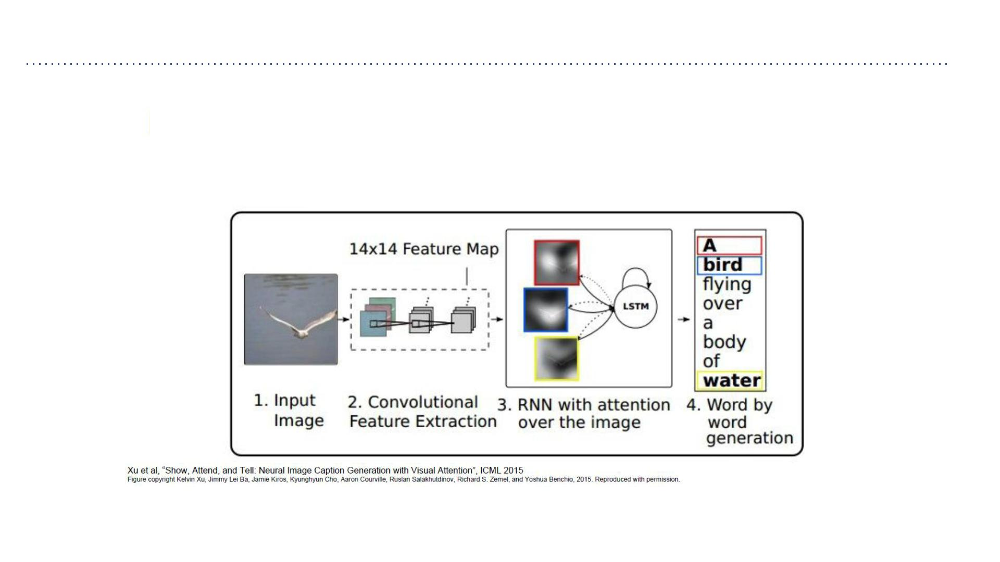 14x14 Feature Map
LSTM
A
bird
flying
over
a
body
of
water
1. Input
Image
2. Convolutional
Feature Extraction
3. RNN with attention
over the image
4. Word by
word
generation
Xu et al, “Show, Attend, and Tell: Neural Image Caption Generation with Visual Attention”, ICML 2015
Figure copyright Kelvin Xu, Jimmy Lei Ba, Jamie Kiros, Kyunghyun Cho, Aaron Courville, Ruslan Salakhutdinov, Richard S. Zemel, and Yoshua Benchio, 2015. Reproduced with permission.